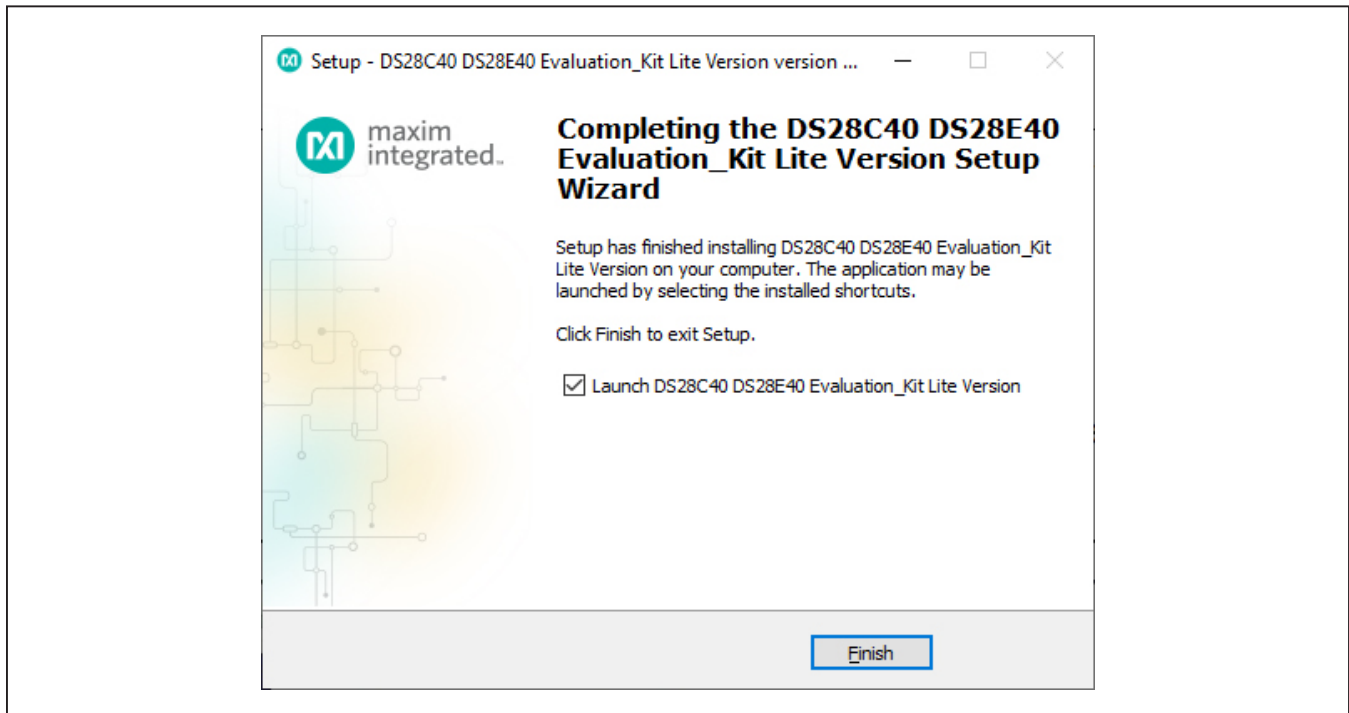 Setup - DS28C40 DS28E40 Evaluation_Kit Lite Version version ...
maxim
integrated™
Completing the DS28C40 DS28E40
Evaluation_Kit Lite Version Setup
Wizard
Setup has finished installing DS28C40 DS28E40 Evaluation_Kit
Lite Version on your computer. The application may be
launched by selecting the installed shortcuts.
Click Finish to exit Setup.
Launch DS28C40 DS28E40 Evaluation_Kit Lite Version
Finish